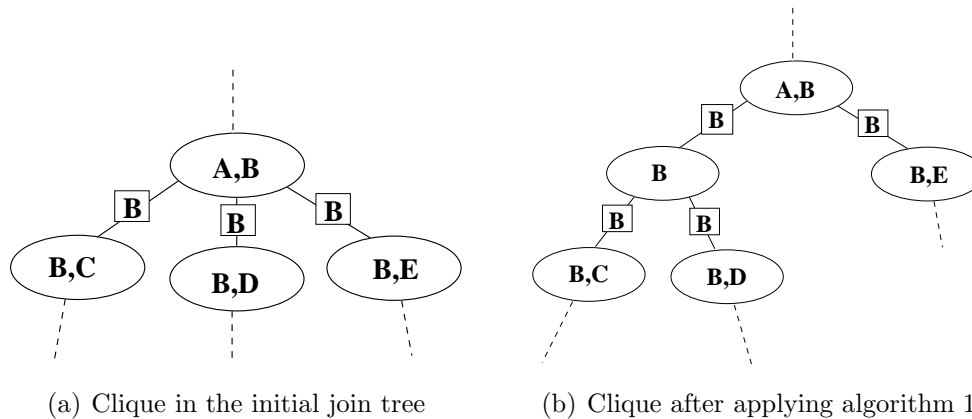 A,B
B
B
B
B,C
B,D
B,E
(a) Clique in the initial join tree
A,B
B
B
B
B,E
B
B
B,C
B,D
(b) Clique after applying algorithm 1